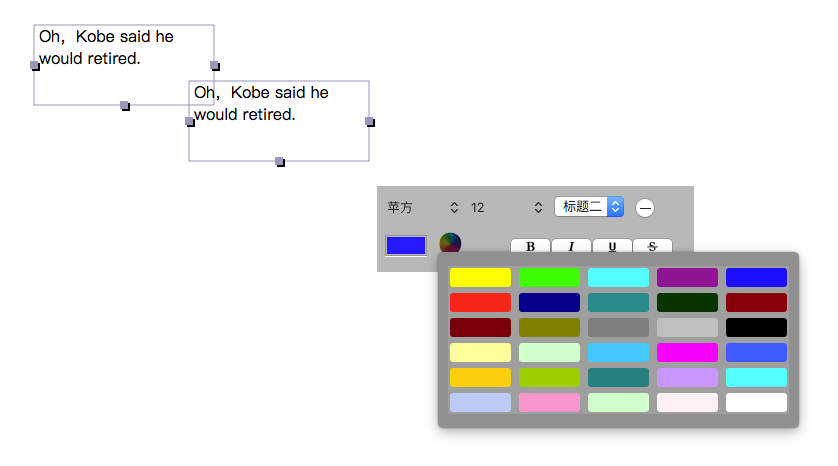 Oh，Kobe said he
would retired.
Oh，Kobe said he
would retired.
苹方 12 标题二
B I U S